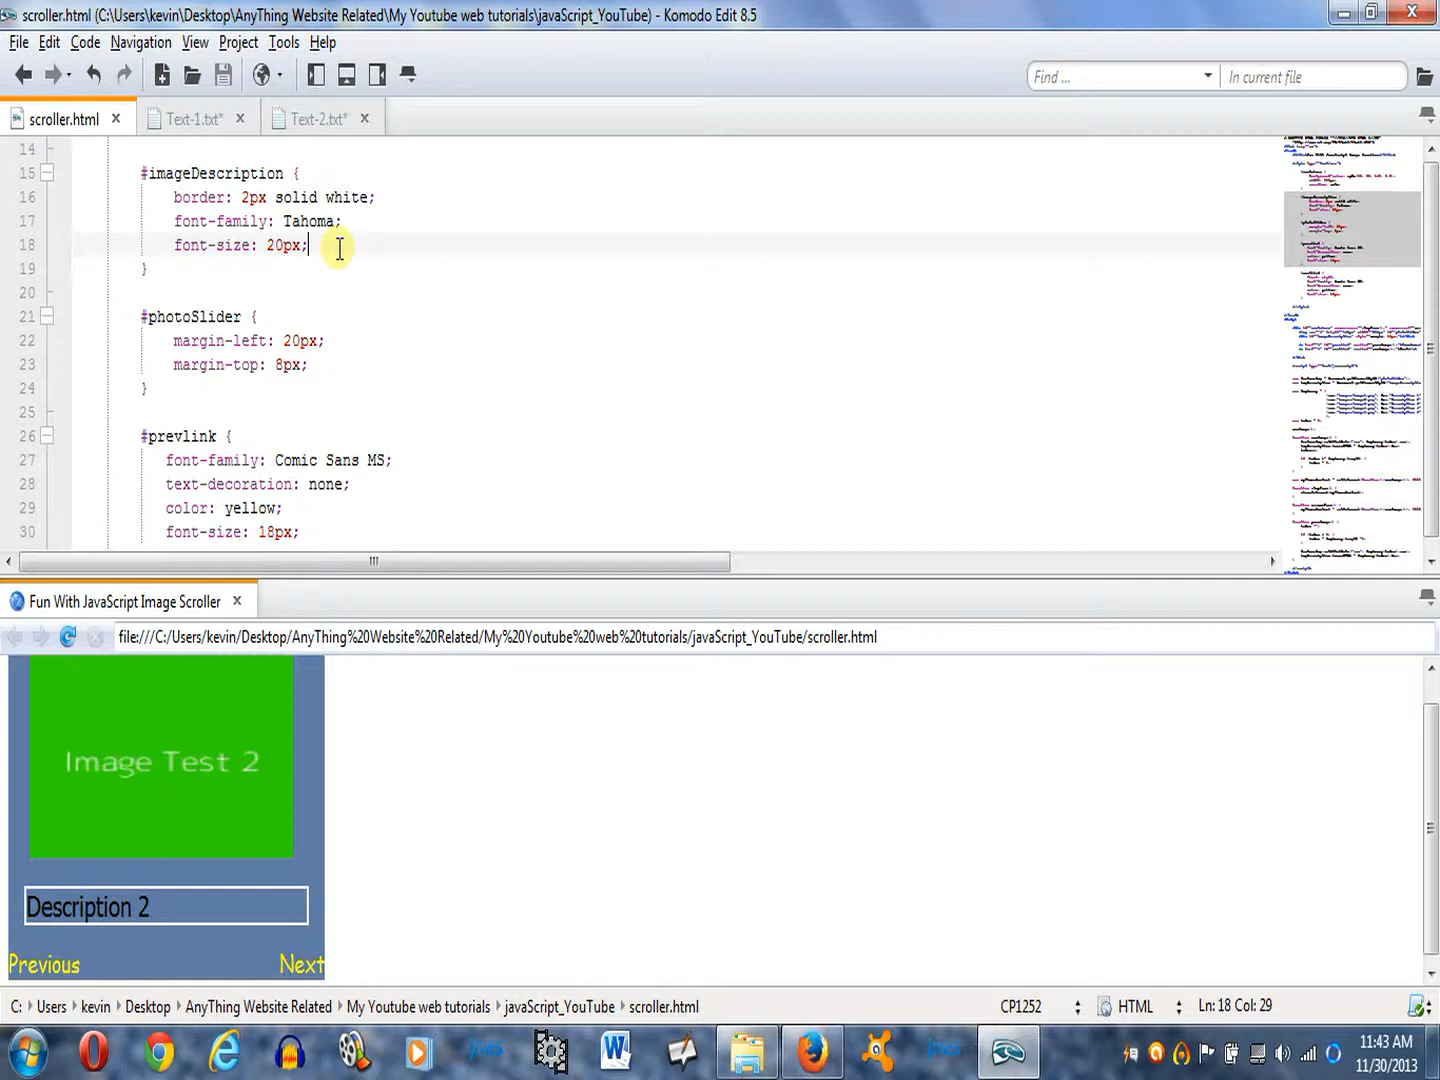 scroller.html (C:\Users\kevin\Desktop\AnyThing Website Related\My Youtube web tutorials\javaScript_YouTube) - Komodo Edit 8.5
File Edit Code Navigation View Project Tools Help
Find ... In current file
scroller.html Text-1.txt* Text-2.txt*
14
15 #imageDescription {
16 border: 2px solid white;
17 font-family: Tahoma;
18 font-size: 20px;
19 }
20
21 #photoSlider {
22 margin-left: 20px;
23 margin-top: 8px;
24 }
25
26 #prevlink {
27 font-family: Comic Sans MS;
28 text-decoration: none;
29 color: yellow;
30 font-size: 18px;
Fun With JavaScript Image Scroller
file:///C:/Users/kevin/Desktop/AnyThing%20Website%20Related/My%20Youtube%20web%20tutorials/javaScript_YouTube/scroller.html
Image Test 2
Description 2
Previous Next
C: Users kevin Desktop AnyThing Website Related My Youtube web tutorials javaScript_YouTube scroller.html CP1252 HTML Ln: 18 Col: 29
jnes jnes 11:43 AM
11/30/2013